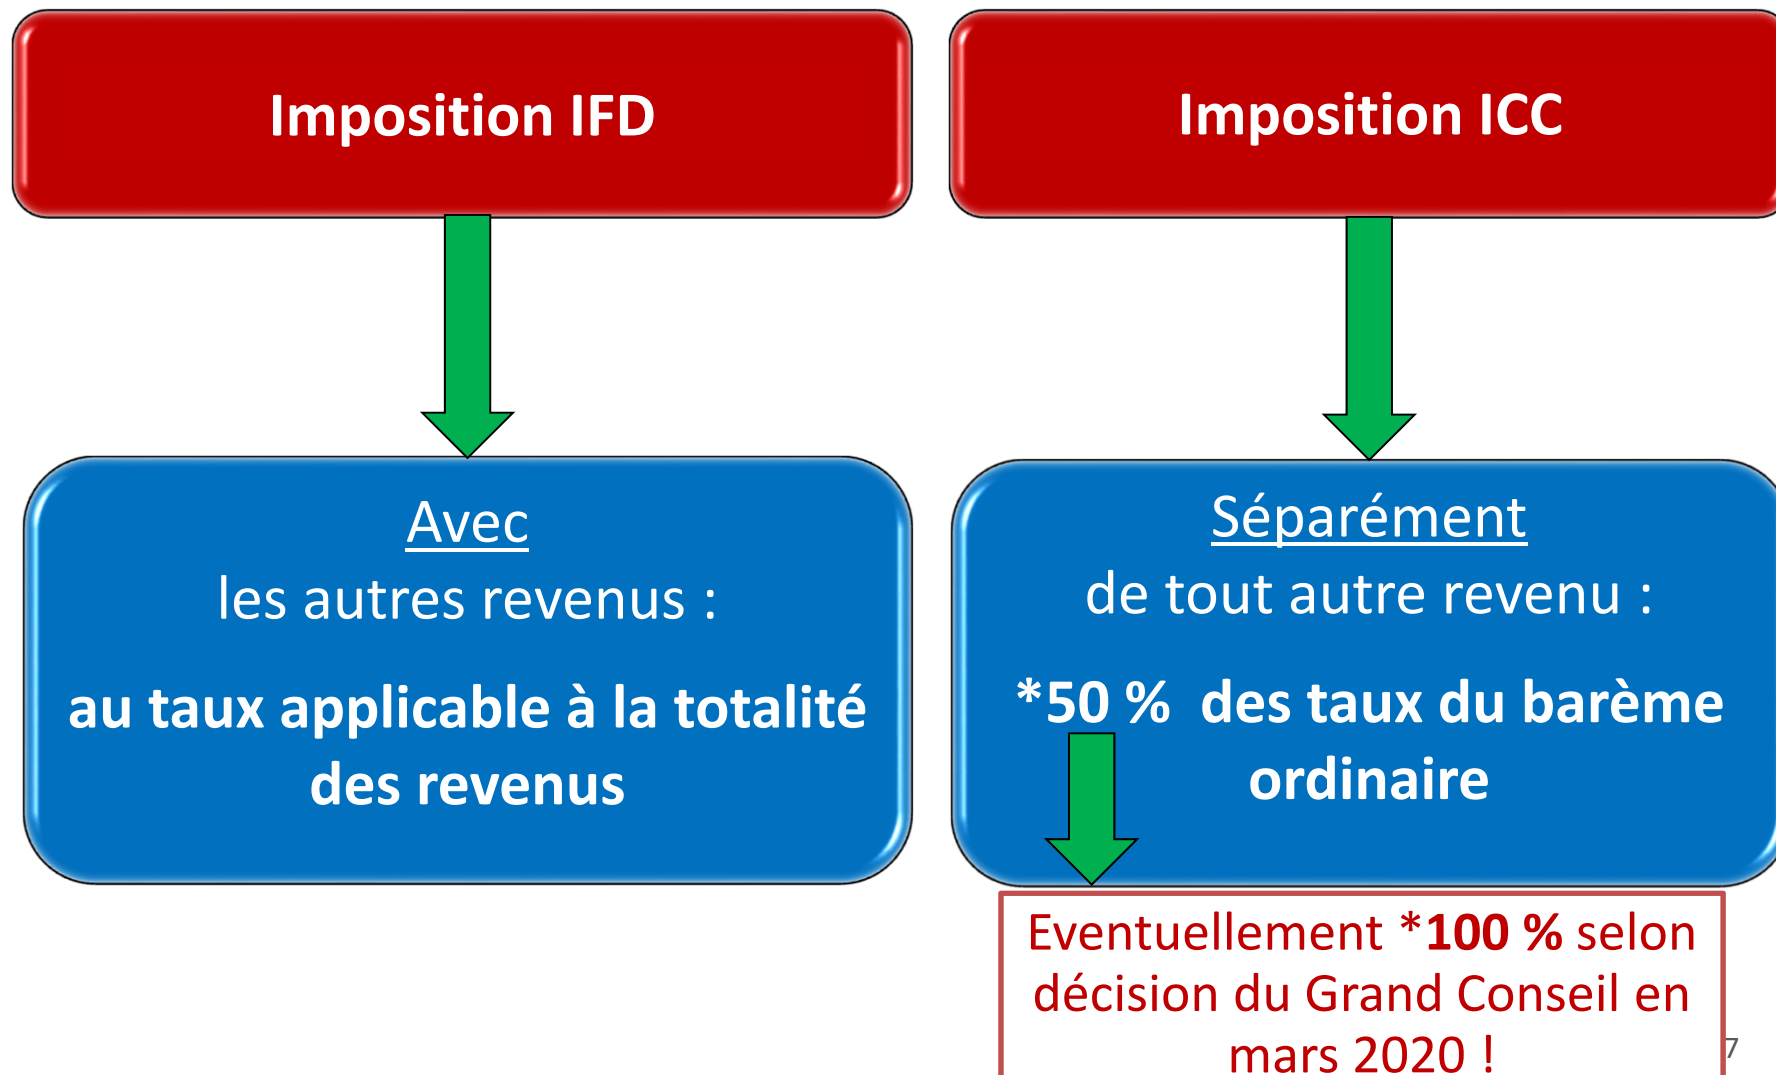 Imposition IFD
Avec
les autres revenus :
au taux applicable à la totalité
des revenus
Imposition ICC
Séparément
de tout autre revenu :
*50 %  des taux du barème
ordinaire
Eventuellement *100 % selon
décision du Grand Conseil en
mars 2020 !
7